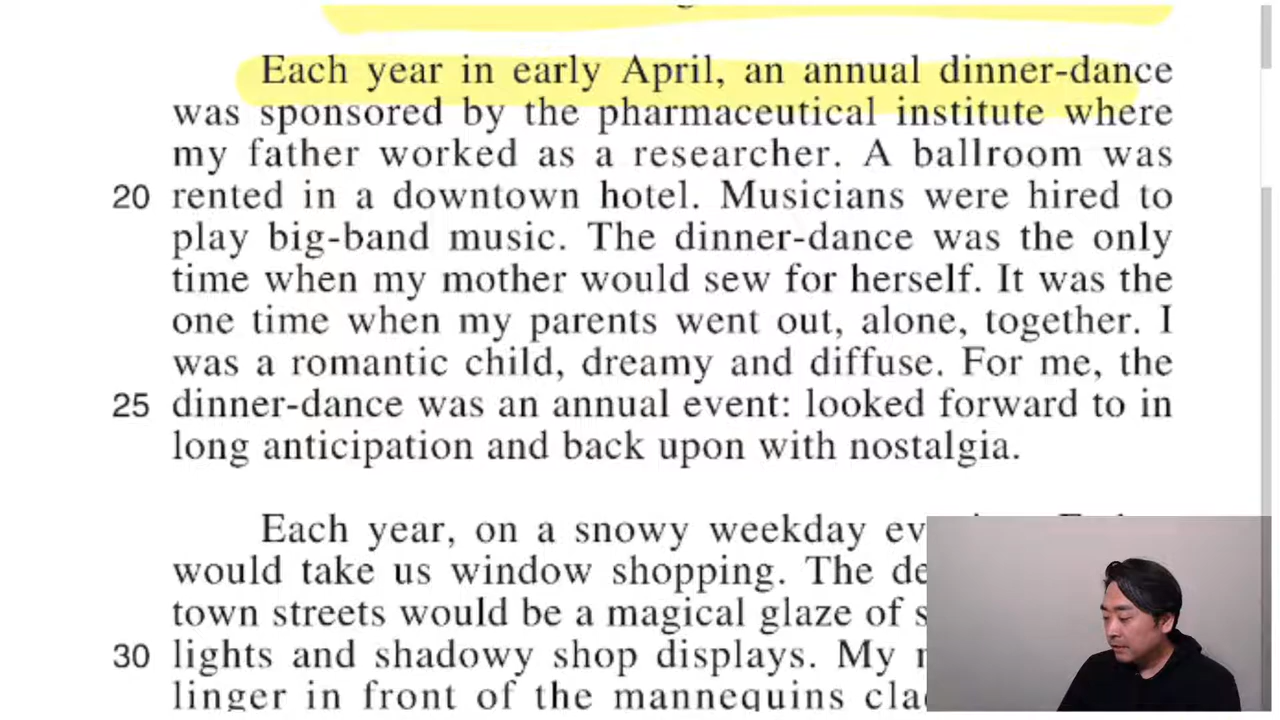 Each year in early April, an annual dinner-dance
was sponsored by the pharmaceutical institute where
my father worked as a researcher. A ballroom was
20 rented in a downtown hotel. Musicians were hired to
play big-band music. The dinner-dance was the only
time when my mother would sew for herself. It was the
one time when my parents went out, alone, together. I
was a romantic child, dreamy and diffuse. For me, the
25 dinner-dance was an annual event: looked forward to in
long anticipation and back upon with nostalgia.
Each year, on a snowy weekday
would take us window shopping. The
town streets would be a magical glaze of
30 lights and shadowy shop displays. My
linger in front of the mannequins